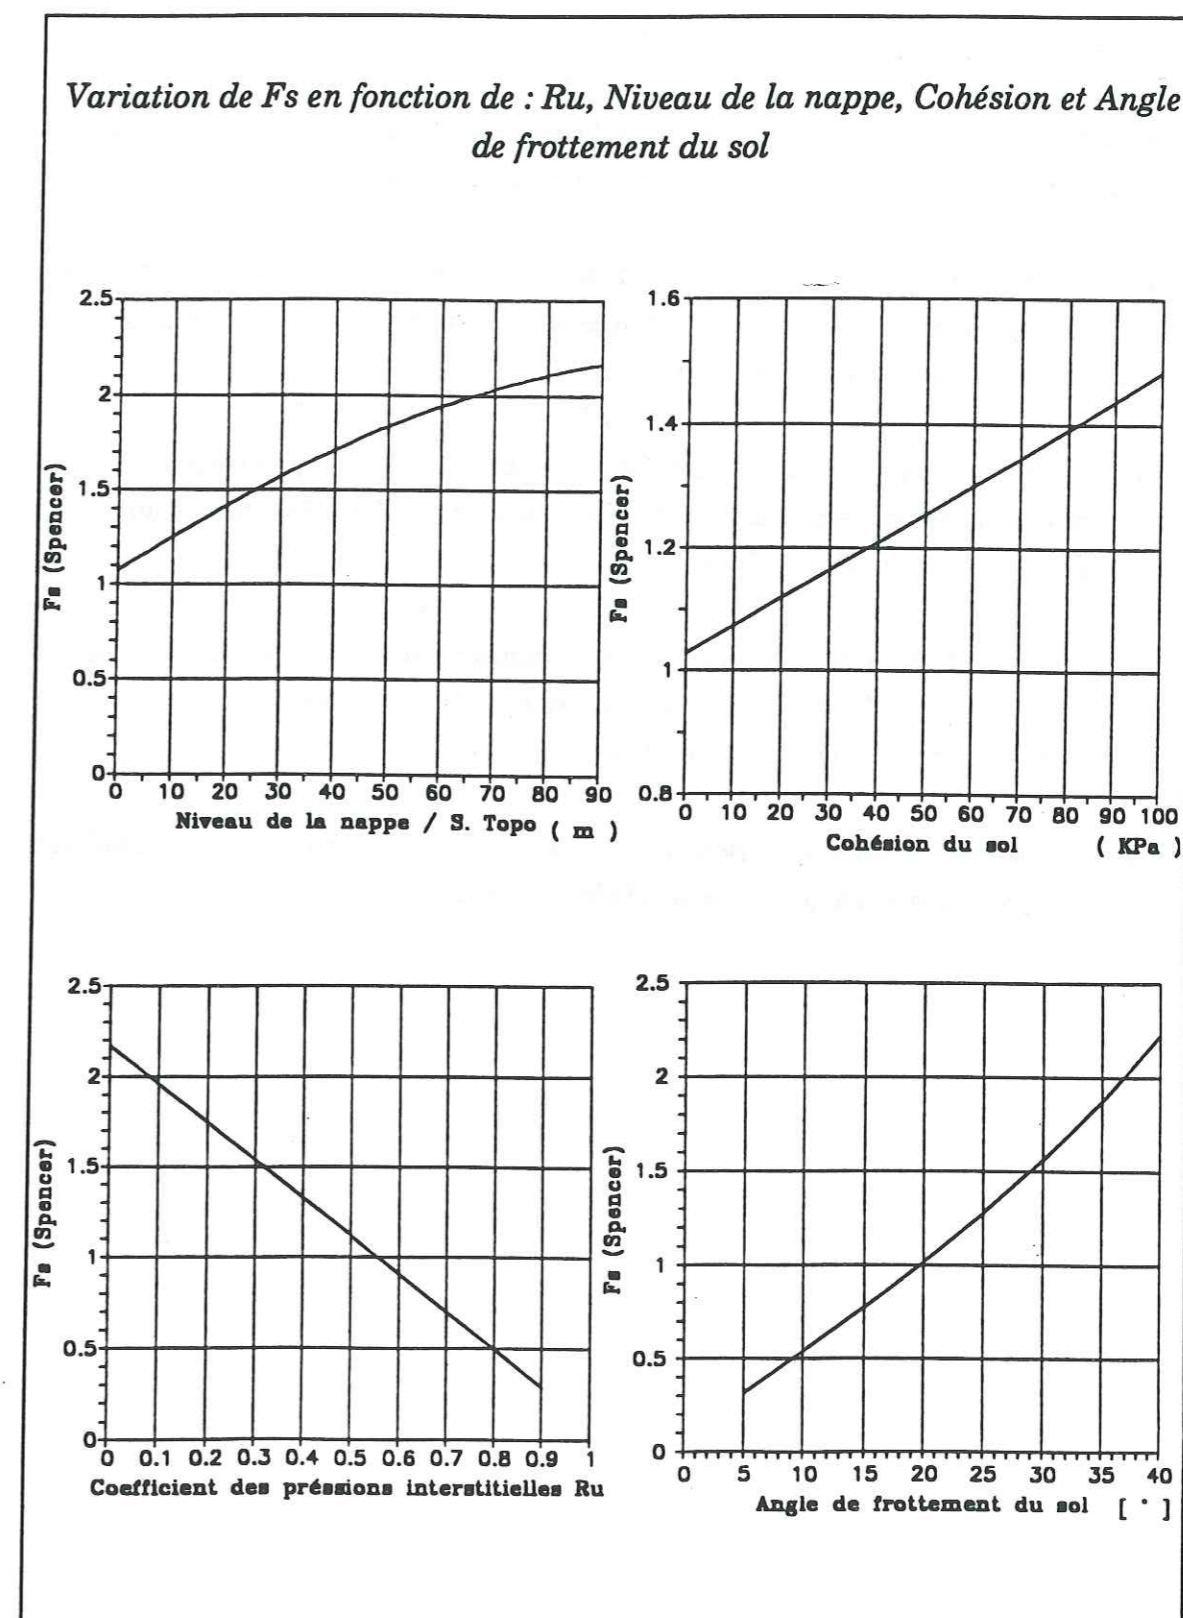 Variation de Fs en fonction de : Ru, Niveau de la nappe, Cohésion et Angle
de frottement du sol
2.5
2
1.5
1
0.5
0
Fs (Spencer)
0 10 20 30 40 50 60 70 80 90
Niveau de la nappe / S. Topo ( m )
1.6
1.4
1.2
1
0.8
Fs (Spencer)
0 10 20 30 40 50 60 70 80 90 100
Cohésion du sol ( KPa )
2.5
2
1.5
1
0.5
0
Fs (Spencer)
0 0.1 0.2 0.3 0.4 0.5 0.6 0.7 0.8 0.9 1
Coefficient des préssions interstitielles Ru
2.5
2
1.5
1
0.5
0
Fs (Spencer)
0 5 10 15 20 25 30 35 40
Angle de frottement du sol [ ° ]